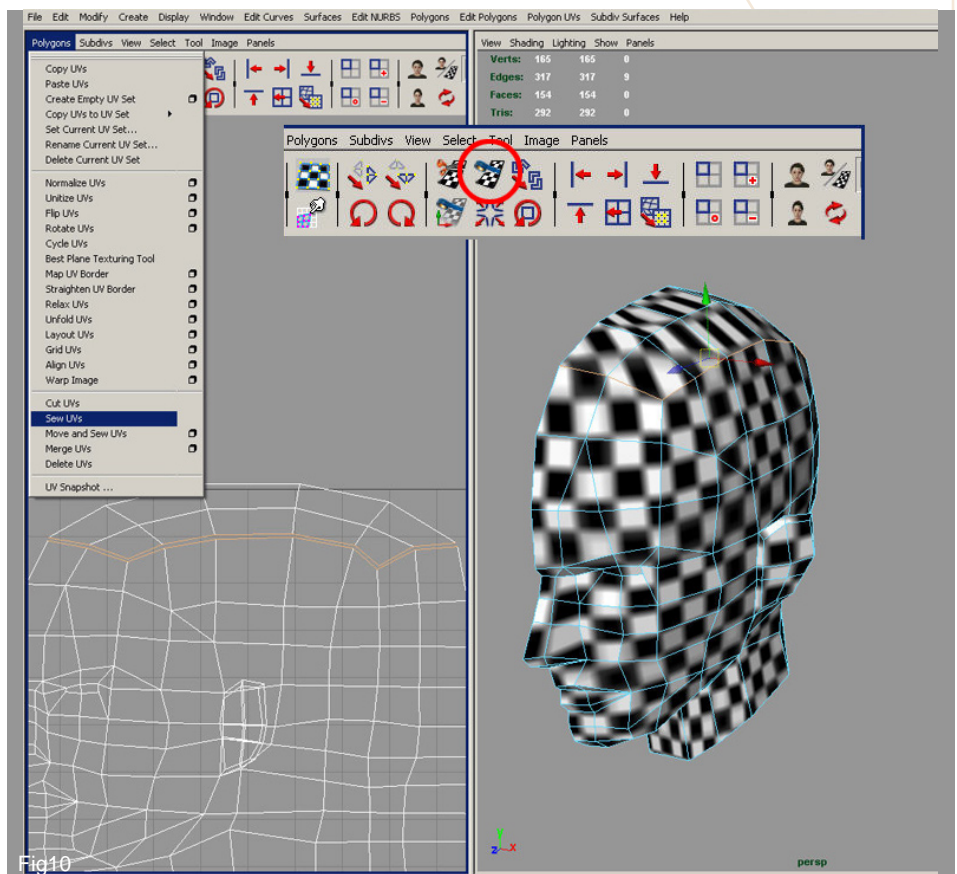 File Edit Modify Create Display Window Edit Curves Surfaces Edit NURBS Polygons Edit Polygons Polygon UVs Subdiv Surfaces Help
Polygons Subdivs View Select Tool Image Panels
Copy UVs
Paste UVs
Create Empty UV Set
Copy UVs to UV Set
Set Current UV Set...
Rename Current UV Set...
Delete Current UV Set
Normalize UVs
Unitize UVs
Flip UVs
Rotate UVs
Cycle UVs
Best Plane Texturing Tool
Map UV Border
Straighten UV Border
Relax UVs
Unfold UVs
Layout UVs
Grid UVs
Align UVs
Warp Image
Cut UVs
Sew UVs
Move and Sew UVs
Merge UVs
Delete UVs
UV Snapshot ...
Polygons Subdivs View Select Tool Image Panels
View Shading Lighting Show Panels
Verts: 165 165 0
Edges: 317 317 9
Faces: 154 154 0
Tris: 292 292 0
y
z x
persp
Fig10